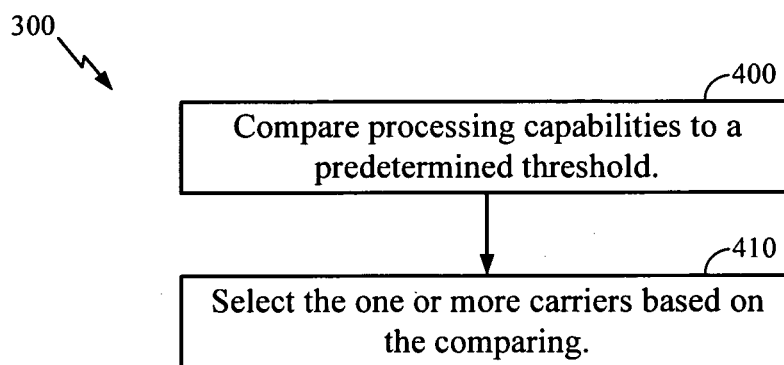 300
400
Compare processing capabilities to a
predetermined threshold.
410
Select the one or more carriers based on
the comparing.